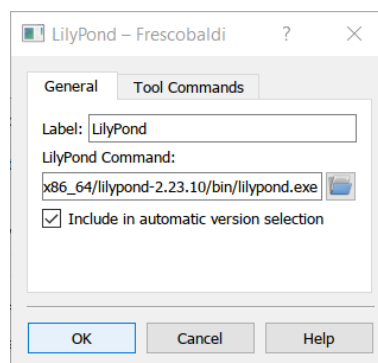 LilyPond – Frescobaldi ?
General Tool Commands
Label: LilyPond
LilyPond Command:
x86_64/lilypond-2.23.10/bin/lilypond.exe
Include in automatic version selection
OK Cancel Help